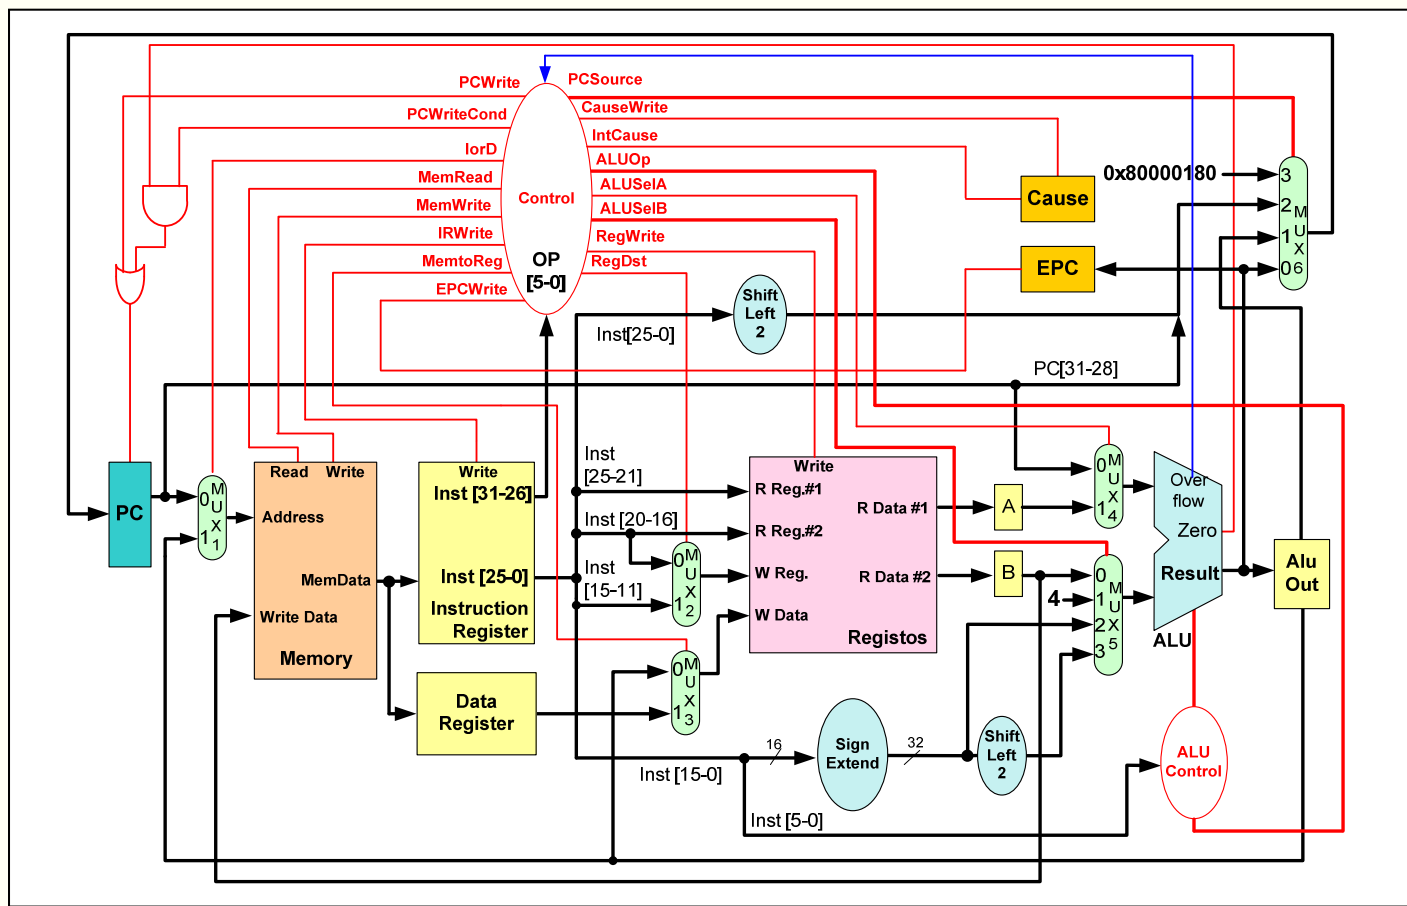 PCWrite
PCSource
PCWriteCond
CauseWrite
IorD
IntCause
MemRead
ALUOp
MemWrite
ALUSelA
IRWrite
ALUSelB
MemtoReg
RegWrite
EPCWrite
RegDst
Control
OP
[5-0]
0x80000180
Cause
EPC
3
2
1
0
M
U
X
6
Shift
Left
2
Inst[25-0]
PC[31-28]
PC
0
1
M
U
X
1
Read Write
Address
MemData
Write Data
Memory
Write
Inst [31-26]
Inst [25-0]
Instruction
Register
Data
Register
Inst
[25-21]
Inst [20-16]
Inst
[15-11]
0
1
M
U
X
2
0
1
M
U
X
3
Write
R Reg.#1
R Reg.#2
W Reg.
W Data
R Data #1
R Data #2
Registos
A
B
0
1
M
U
X
4
4
0
1
2
3
M
U
X
5
Over
flow
Zero
Result
ALU
Alu
Out
16
Sign
Extend
32
Shift
Left
2
Inst [15-0]
Inst [5-0]
ALU
Control